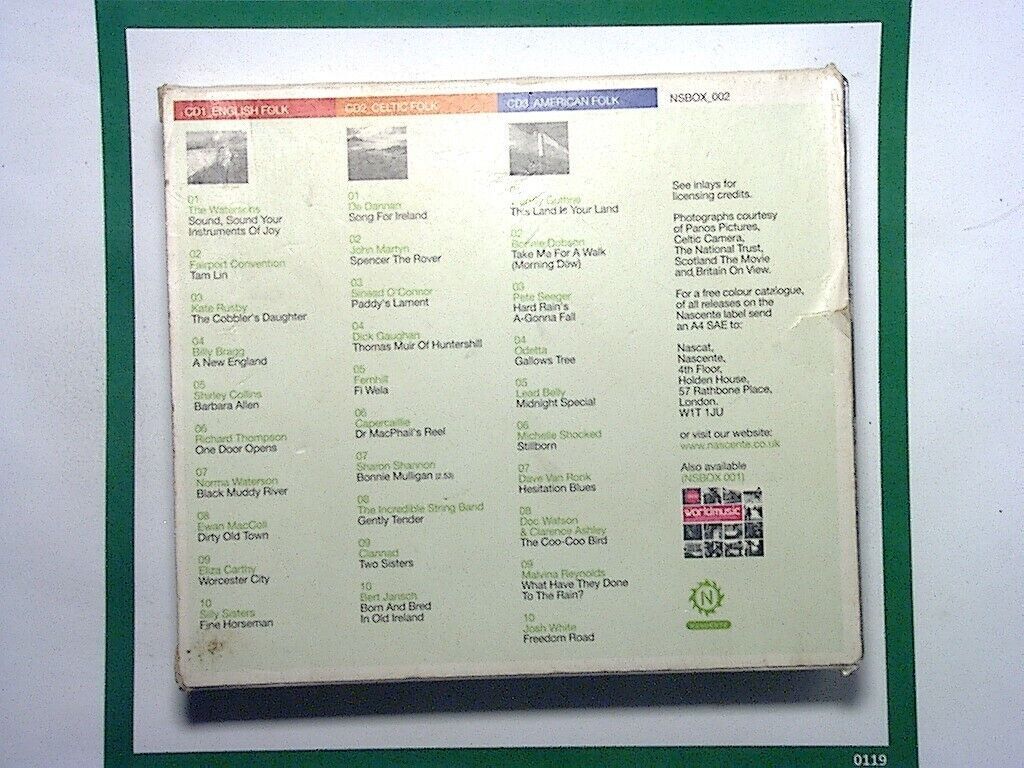 CD1_ENGLISH FOLK
01
The Watersons
Sound, Sound Your
Instruments Of Joy
02
Fairport Convention
Tam Lin
03
Kate Rusby
The Cobbler's Daughter
04
Billy Bragg
A New England
05
Shirley Collins
Barbara Allen
06
Richard Thompson
One Door Opens
07
Norma Waterson
Black Muddy River
08
Ewan MacColl
Dirty Old Town
09
Eliza Carthy
Worcester City
10
Silly Sisters
Fine Horseman
CD2_CELTIC FOLK
01
De Dannan
Song For Ireland
02
John Martyn
Spencer The Rover
03
Sinead O'Connor
Paddy's Lament
04
Dick Gaughan
Thomas Muir Of Huntershill
05
Fernhill
Fi Wela
06
Capercaillie
Dr MacPhail's Reel
07
Sharon Shannon
Bonnie Mulligan (2.53)
08
The Incredible String Band
Gently Tender
09
Clannad
Two Sisters
10
Bert Jansch
Born And Bred
In Old Ireland
CD3_AMERICAN FOLK
Guthrie
This Land Is Your Land
02
Bonnie Dobson
Take Me For A Walk
(Morning Dew)
03
Pete Seeger
Hard Rain's
A-Gonna Fall
04
Odetta
Gallows Tree
05
Lead Belly
Midnight Special
06
Michelle Shocked
Stillborn
07
Dave Van Ronk
Hesitation Blues
08
Doc Watson
& Clarence Ashley
The Coo-Coo Bird
09
Malvina Reynolds
What Have They Done
To The Rain?
10
Josh White
Freedom Road
NSBOX_002
See inlays for
licensing credits.
Photographs courtesy
of Panos Pictures,
Celtic Camera,
The National Trust,
Scotland The Movie
and Britain On View.
For a free colour catalogue,
of all releases on the
Nascente label send
an A4 SAE to:
Nascat,
Nascente,
4th Floor,
Holden House,
57 Rathbone Place,
London.
W1T 1JU
or visit our website:
www.nascente.co.uk
Also available
(NSBOX 001)
worldmusic
N
nascente
0119